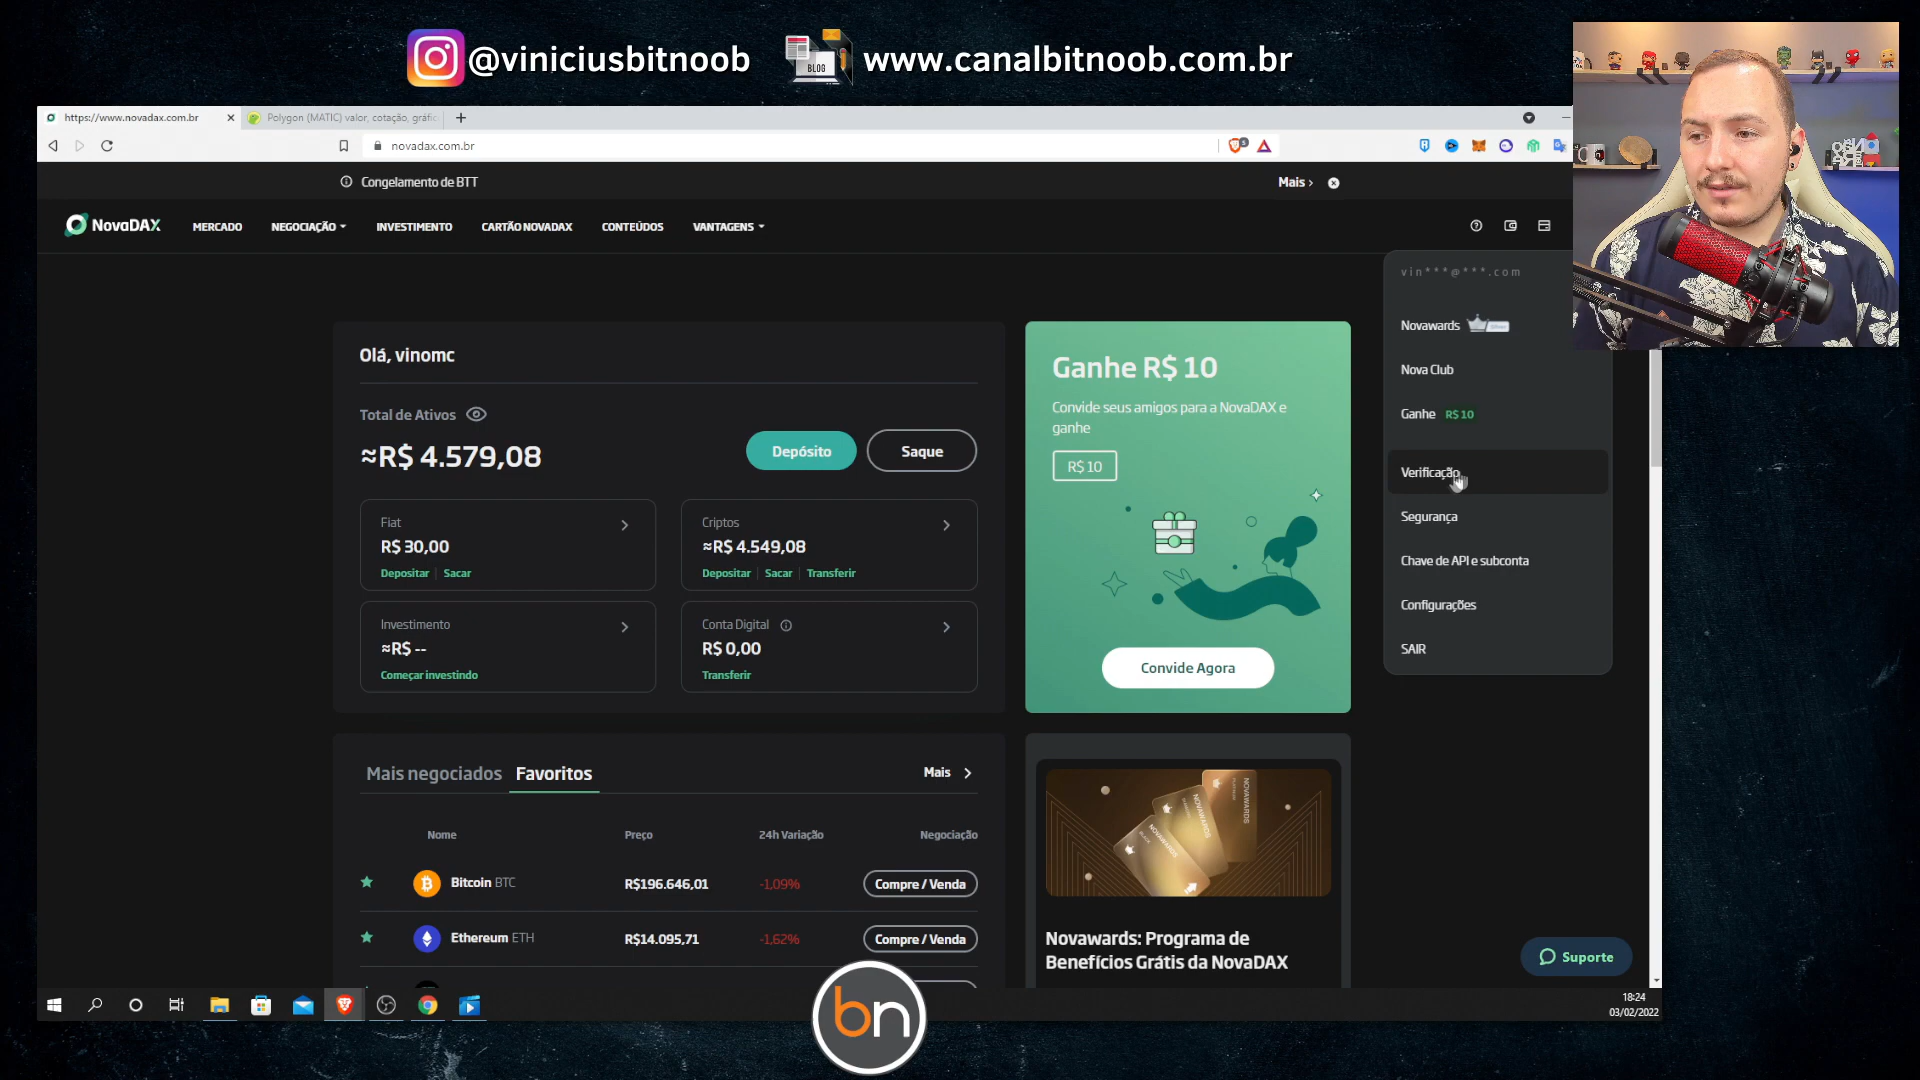 @viniciusbitnoob
BLOG
www.canalbitnoob.com.br
https://www.novadax.com.br
Polygon (MATIC) valor, cotação, gráfic
novadax.com.br
Congelamento de BTT
Mais
NovaDAX
MERCADO
NEGOCIAÇÃO
INVESTIMENTO
CARTÃO NOVADAX
CONTEÚDOS
VANTAGENS
vin***@***.com
Novawards
Nova Club
Ganhe R$ 10
Verificação
Segurança
Chave de API e subconta
Configurações
SAIR
Olá, vinomc
Total de Ativos
≈R$ 4.579,08
Depósito
Saque
Fiat
R$ 30,00
Depositar
Sacar
Criptos
≈R$ 4.549,08
Depositar
Sacar
Transferir
Investimento
≈R$ --
Começar investindo
Conta Digital
R$ 0,00
Transferir
Ganhe R$ 10
Convide seus amigos para a NovaDAX e
ganhe
R$ 10
Convide Agora
Mais negociados
Favoritos
Mais
Nome
Preço
24h Variação
Negociação
Bitcoin BTC
R$196.646,01
-1,09%
Compre / Venda
Ethereum ETH
R$14.095,71
-1,62%
Compre / Venda
NOVAWARDS
NOVAWARDS
NOVAWARDS
Novawards: Programa de
Benefícios Grátis da NovaDAX
Suporte
18:24
03/02/2022
bn